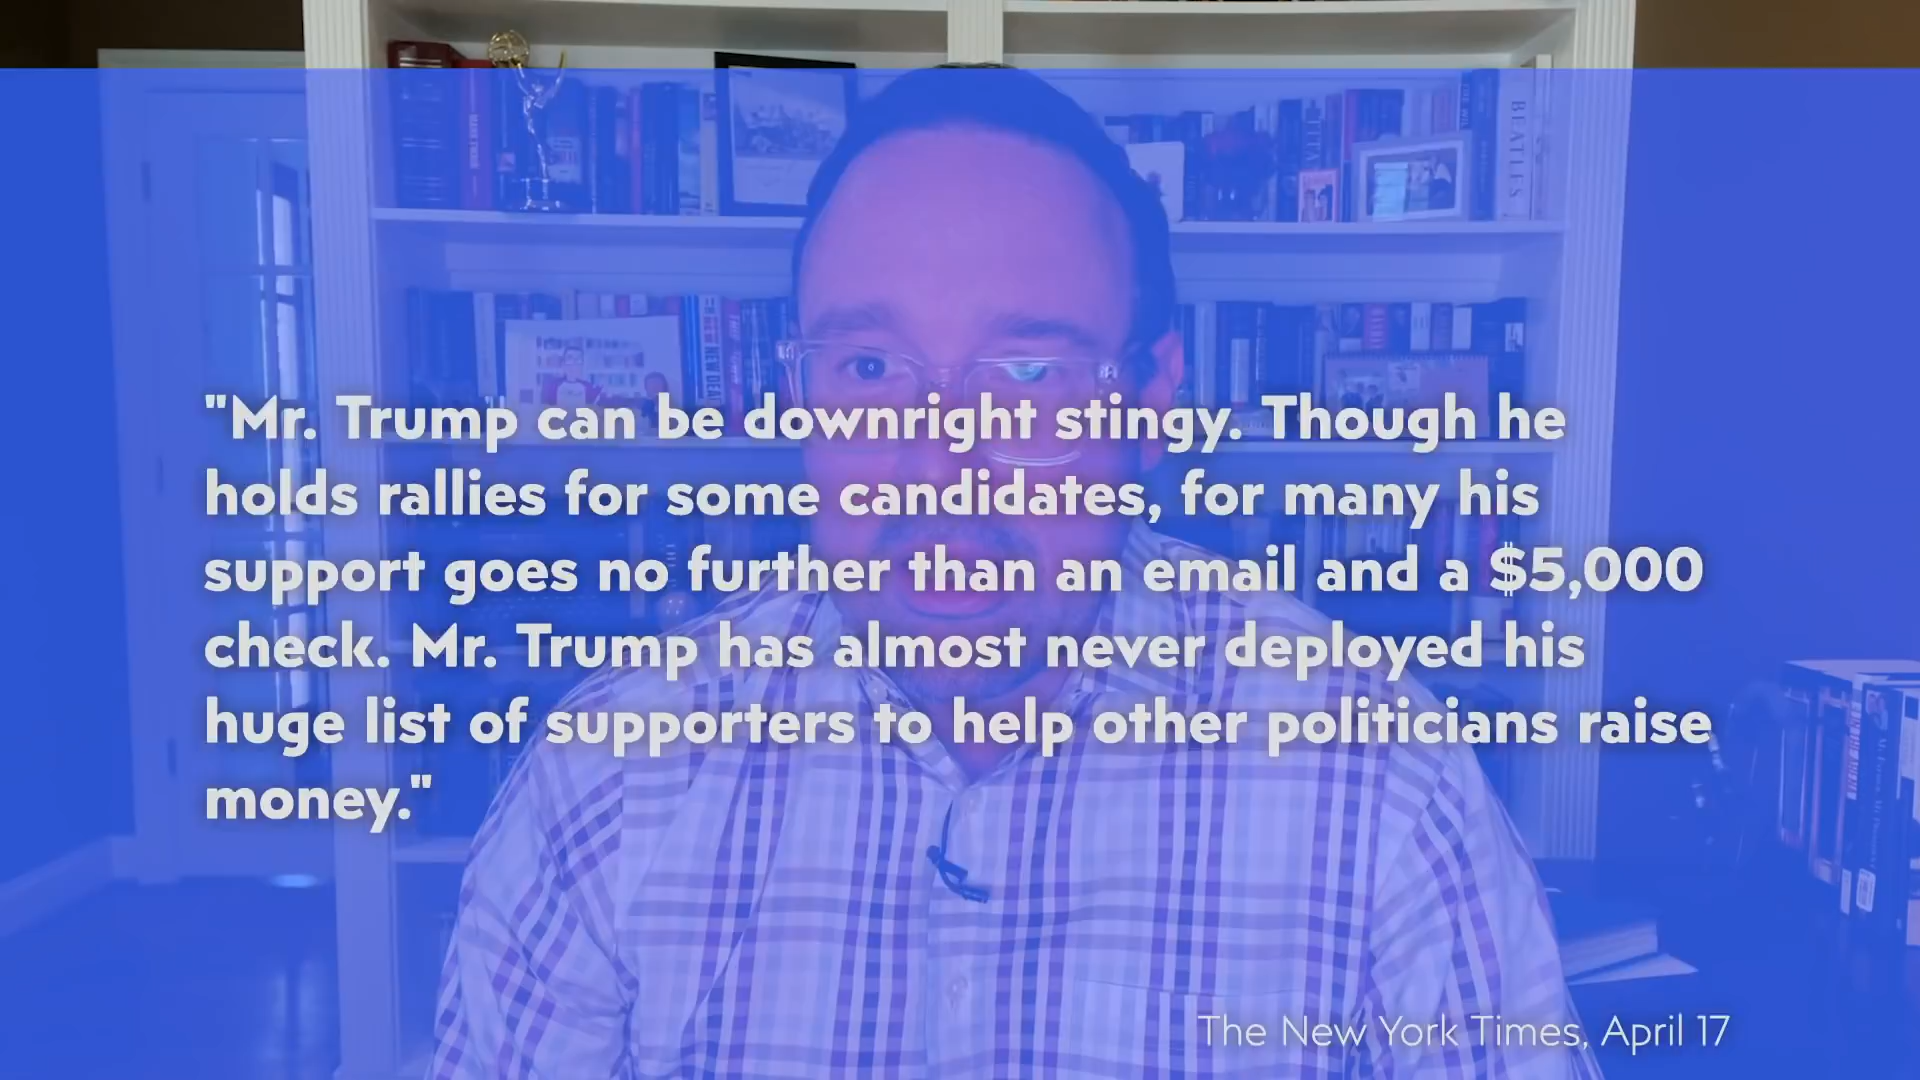 BEATLES
"Mr. Trump can be downright stingy. Though he
holds rallies for some candidates, for many his
support goes no further than an email and a $5,000
check. Mr. Trump has almost never deployed his
huge list of supporters to help other politicians raise
money."
The New York Times, April 17